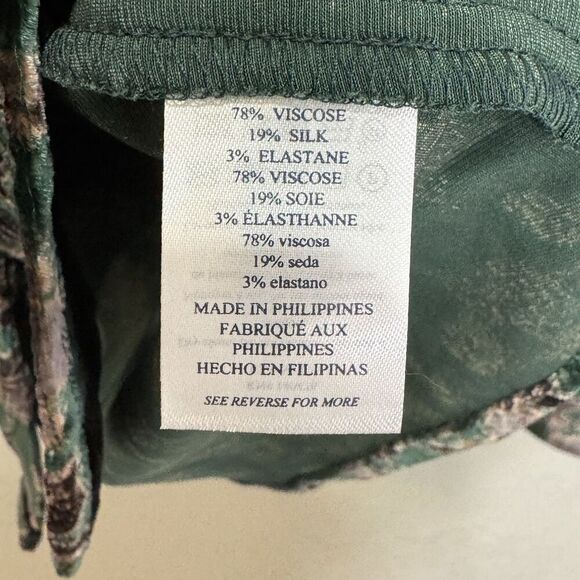 78% VISCOSE
19% SILK
3% ELASTANE
78% VISCOSE
19% SOIE
3% ÉLASTHANNE
78% viscosa
19% seda
3% elastano
MADE IN PHILIPPINES
FABRIQUÉ AUX
PHILIPPINES
HECHO EN FILIPINAS
SEE REVERSE FOR MORE